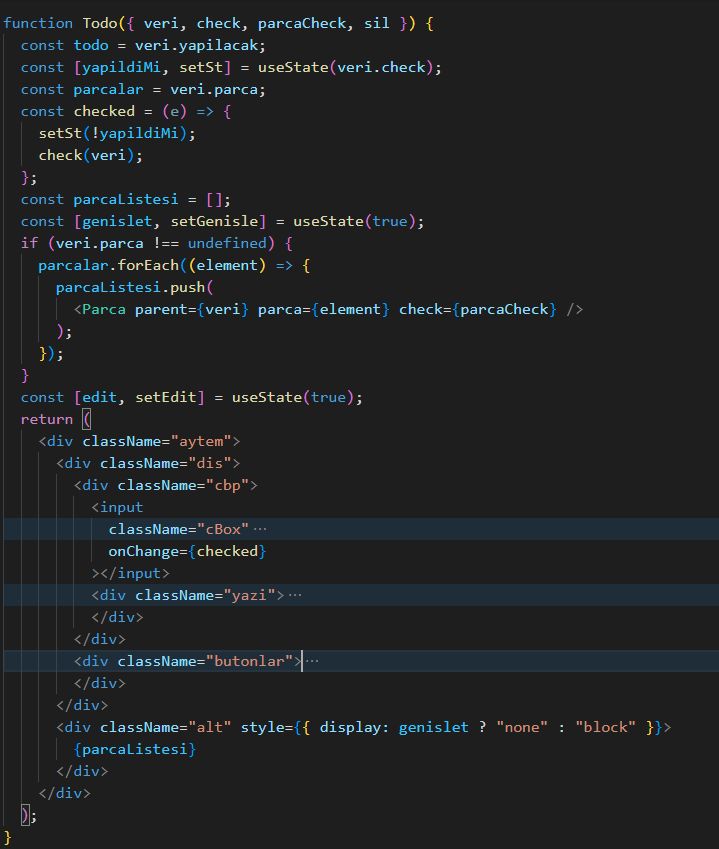 function Todo({ veri, check, parcaCheck, sil }) {
  const todo = veri.yapilacak;
  const [yapildiMi, setSt] = useState(veri.check);
  const parcalar = veri.parca;
  const checked = (e) => {
    setSt(!yapildiMi);
    check(veri);
  };
  const parcaListesi = [];
  const [genislet, setGenisle] = useState(true);
  if (veri.parca !== undefined) {
    parcalar.forEach((element) => {
      parcaListesi.push(
        <Parca parent={veri} parca={element} check={parcaCheck} />
      );
    });
  }
  const [edit, setEdit] = useState(true);
  return (
    <div className="aytem">
      <div className="dis">
        <div className="cbp">
          <input
            className="cBox" ···
            onChange={checked}
          ></input>
          <div className="yazi"> ···
          </div>
        </div>
        <div className="butonlar"> ···
        </div>
      </div>
      <div className="alt" style={{ display: genislet ? "none" : "block" }}>
        {parcaListesi}
      </div>
    </div>
  );
}